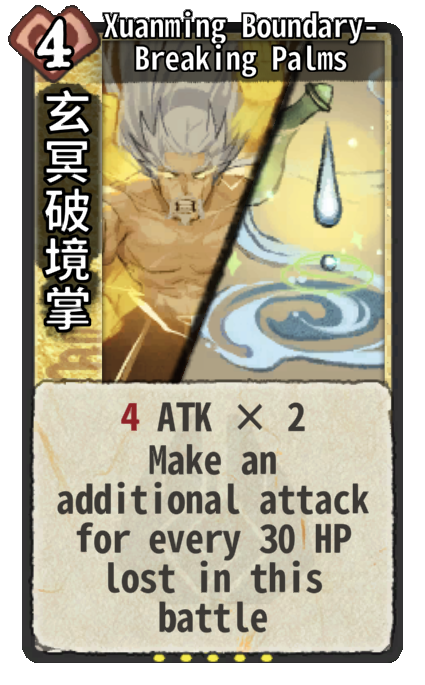 4
Xuanming Boundary-
Breaking Palms
玄冥破境掌
4 ATK × 2
Make an
additional attack
for every 30 HP
lost in this
battle